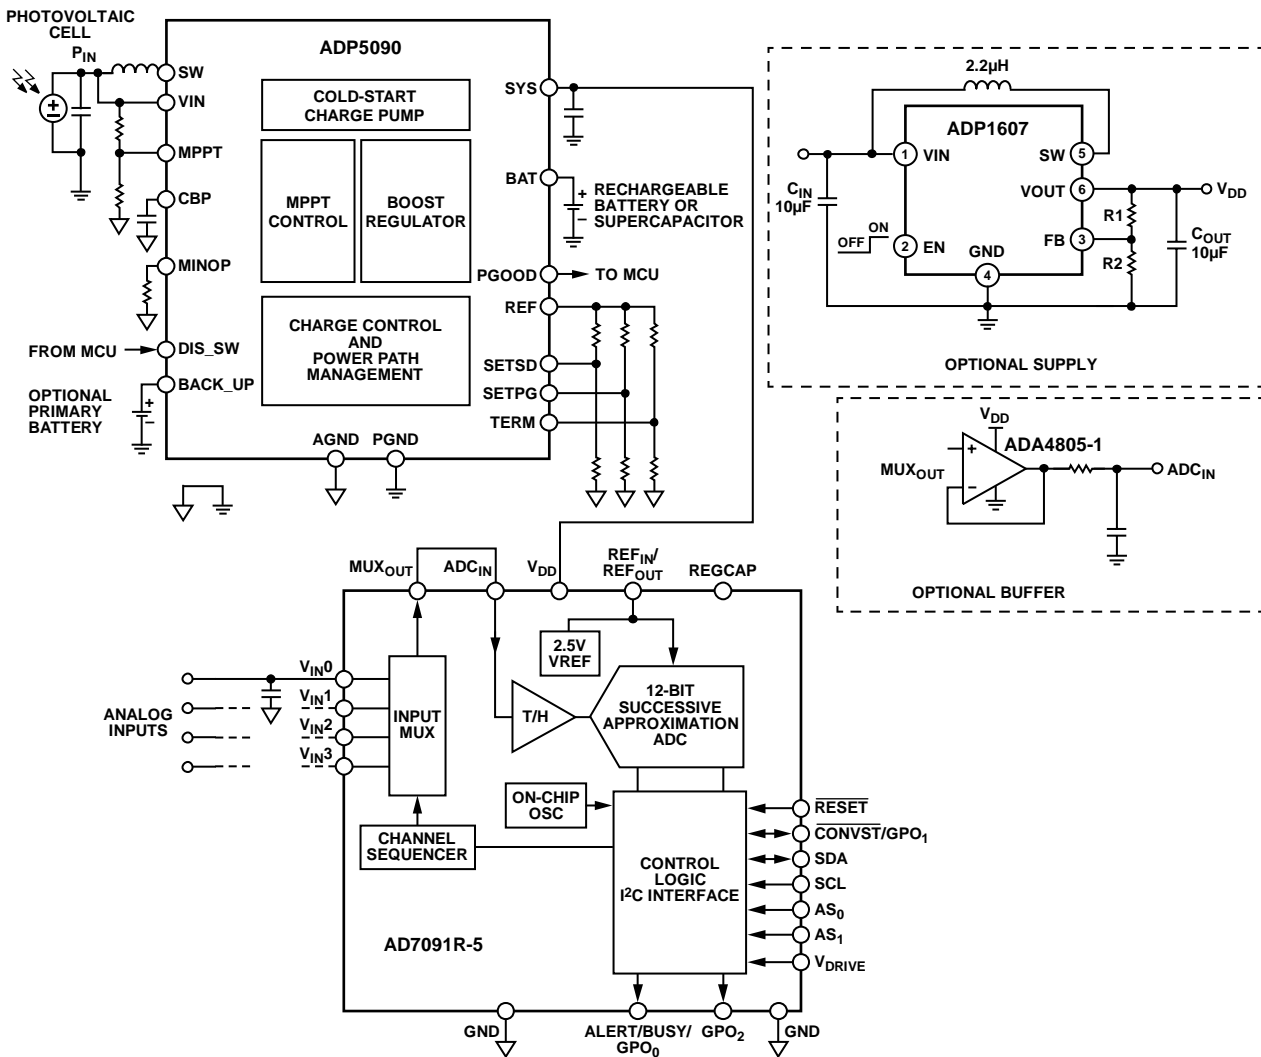 PHOTOVOLTAIC
CELL
PIN
ADP5090
SW
VIN
MPPT
CBP
MINOP
FROM MCU
DIS_SW
BACK_UP
OPTIONAL
PRIMARY
BATTERY
+
−
COLD-START
CHARGE PUMP
MPPT
CONTROL
BOOST
REGULATOR
CHARGE CONTROL
AND
POWER PATH
MANAGEMENT
SYS
BAT
+
−
RECHARGEABLE
BATTERY OR
SUPERCAPACITOR
PGOOD
TO MCU
REF
SETSD
SETPG
TERM
AGND
PGND
2.2µH
ADP1607
1
VIN
SW
5
VOUT
6
VDD
CIN
10µF
R1
COUT
10µF
OFF
ON
2
EN
FB
3
R2
GND
4
OPTIONAL SUPPLY
VDD
ADA4805-1
MUXOUT
+
−
ADCIN
OPTIONAL BUFFER
MUXOUT
ADCIN
VDD
REFIN/
REFOUT
REGCAP
2.5V
VREF
VIN0
VIN1
VIN2
VIN3
ANALOG
INPUTS
INPUT
MUX
T/H
12-BIT
SUCCESSIVE
APPROXIMATION
ADC
ON-CHIP
OSC
CHANNEL
SEQUENCER
CONTROL
LOGIC
I²C INTERFACE
RESET
CONVST/GPO1
SDA
SCL
AS0
AS1
VDRIVE
AD7091R-5
GND
ALERT/BUSY/
GPO0
GPO2
GND